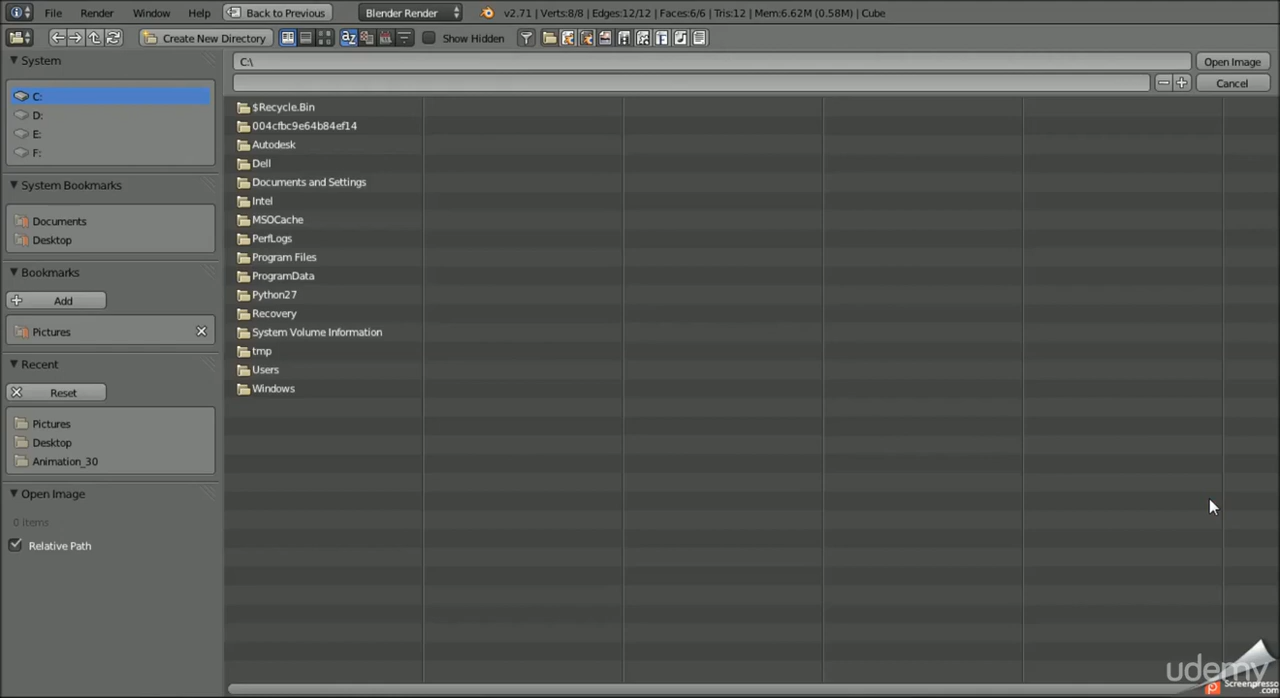 File Render Window Help Back to Previous Blender Render v2.71 | Verts:8/8 | Edges:12/12 | Faces:6/6 | Tris:12 | Mem:6.62M (0.58M) | Cube
Create New Directory Show Hidden
System
C:
D:
E:
F:
System Bookmarks
Documents
Desktop
Bookmarks
Add
Pictures
Recent
Reset
Pictures
Desktop
Animation_30
Open Image
0 items
Relative Path
C:\ Open Image
Cancel
$Recycle.Bin
004cfbc9e64b84ef14
Autodesk
Dell
Documents and Settings
Intel
MSOCache
PerfLogs
Program Files
ProgramData
Python27
Recovery
System Volume Information
tmp
Users
Windows
udemy
Screenpresso
.com